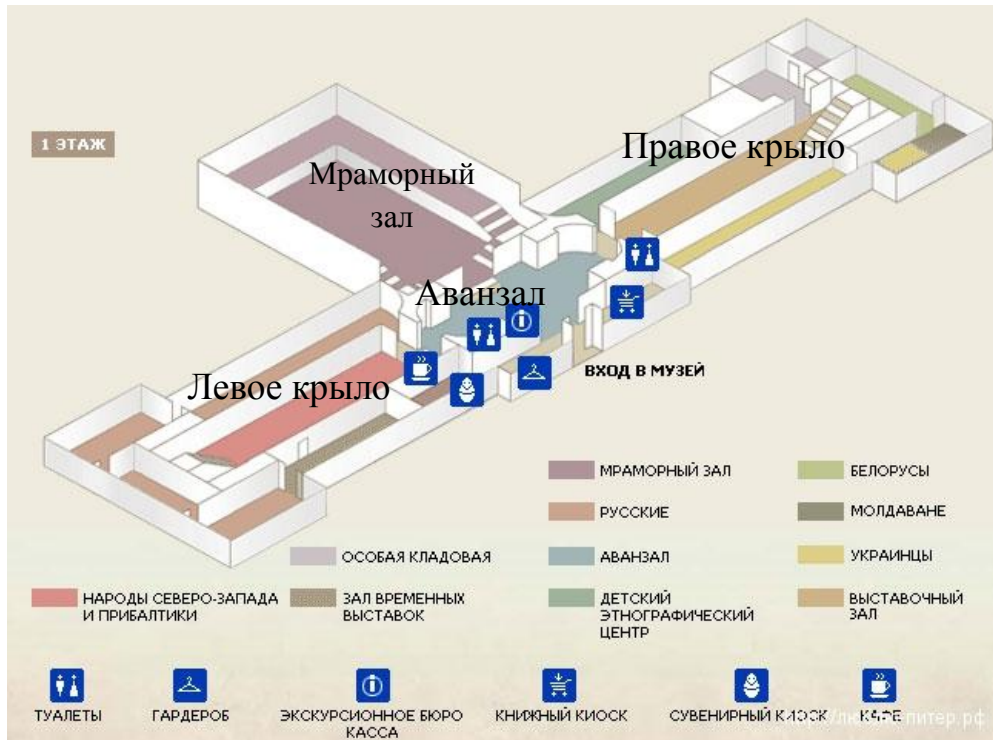 1 ЭТАЖ
Правое крыло
Мраморный
зал
Аванзал
Левое крыло
ВХОД В МУЗЕЙ
МРАМОРНЫЙ ЗАЛ
БЕЛОРУСЫ
РУССКИЕ
МОЛДАВАНЕ
ОСОБАЯ КЛАДОВАЯ
АВАНЗАЛ
УКРАИНЦЫ
НАРОДЫ СЕВЕРО-ЗАПАДА
И ПРИБАЛТИКИ
ЗАЛ ВРЕМЕННЫХ
ВЫСТАВОК
ДЕТСКИЙ
ЭТНОГРАФИЧЕСКИЙ
ЦЕНТР
ВЫСТАВОЧНЫЙ
ЗАЛ
ТУАЛЕТЫ
ГАРДЕРОБ
ЭКСКУРСИОННОЕ БЮРО
КАССА
КНИЖНЫЙ КИОСК
СУВЕНИРНЫЙ КИОСК
КАФЕ